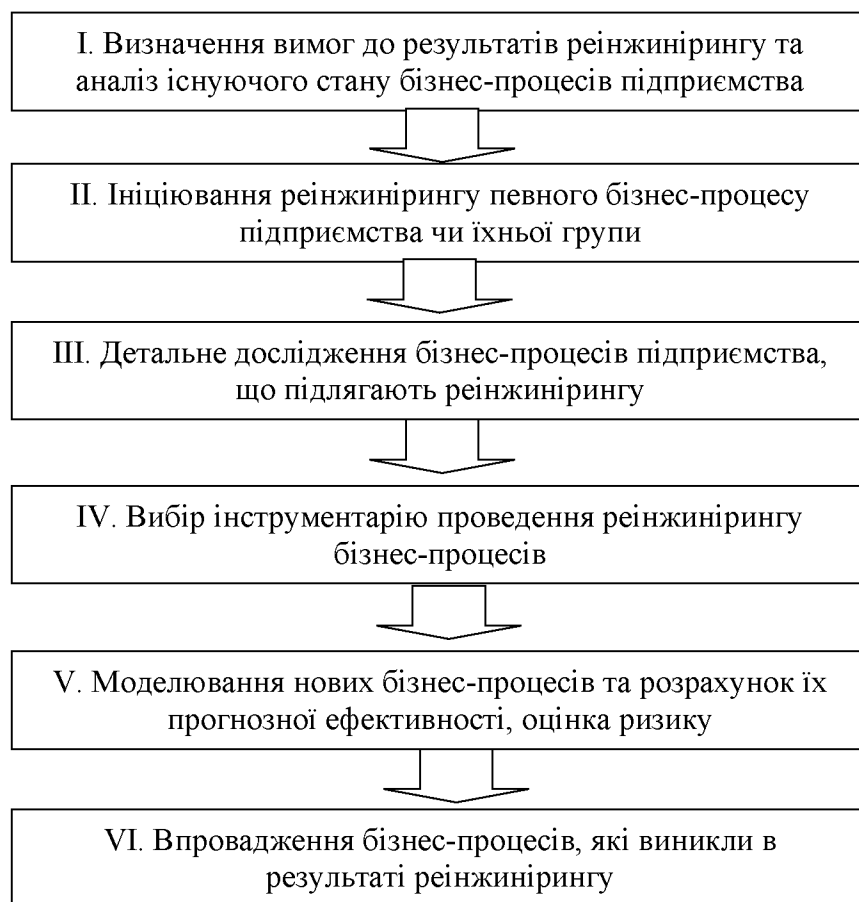 I. Визначення вимог до результатів реінжинірингу та
аналіз існуючого стану бізнес-процесів підприємства
II. Ініціювання реінжинірингу певного бізнес-процесу
підприємства чи їхньої групи
III. Детальне дослідження бізнес-процесів підприємства,
що підлягають реінжинірингу
IV. Вибір інструментарію проведення реінжинірингу
бізнес-процесів
V. Моделювання нових бізнес-процесів та розрахунок їх
прогнозної ефективності, оцінка ризику
VI. Впровадження бізнес-процесів, які виникли в
результаті реінжинірингу